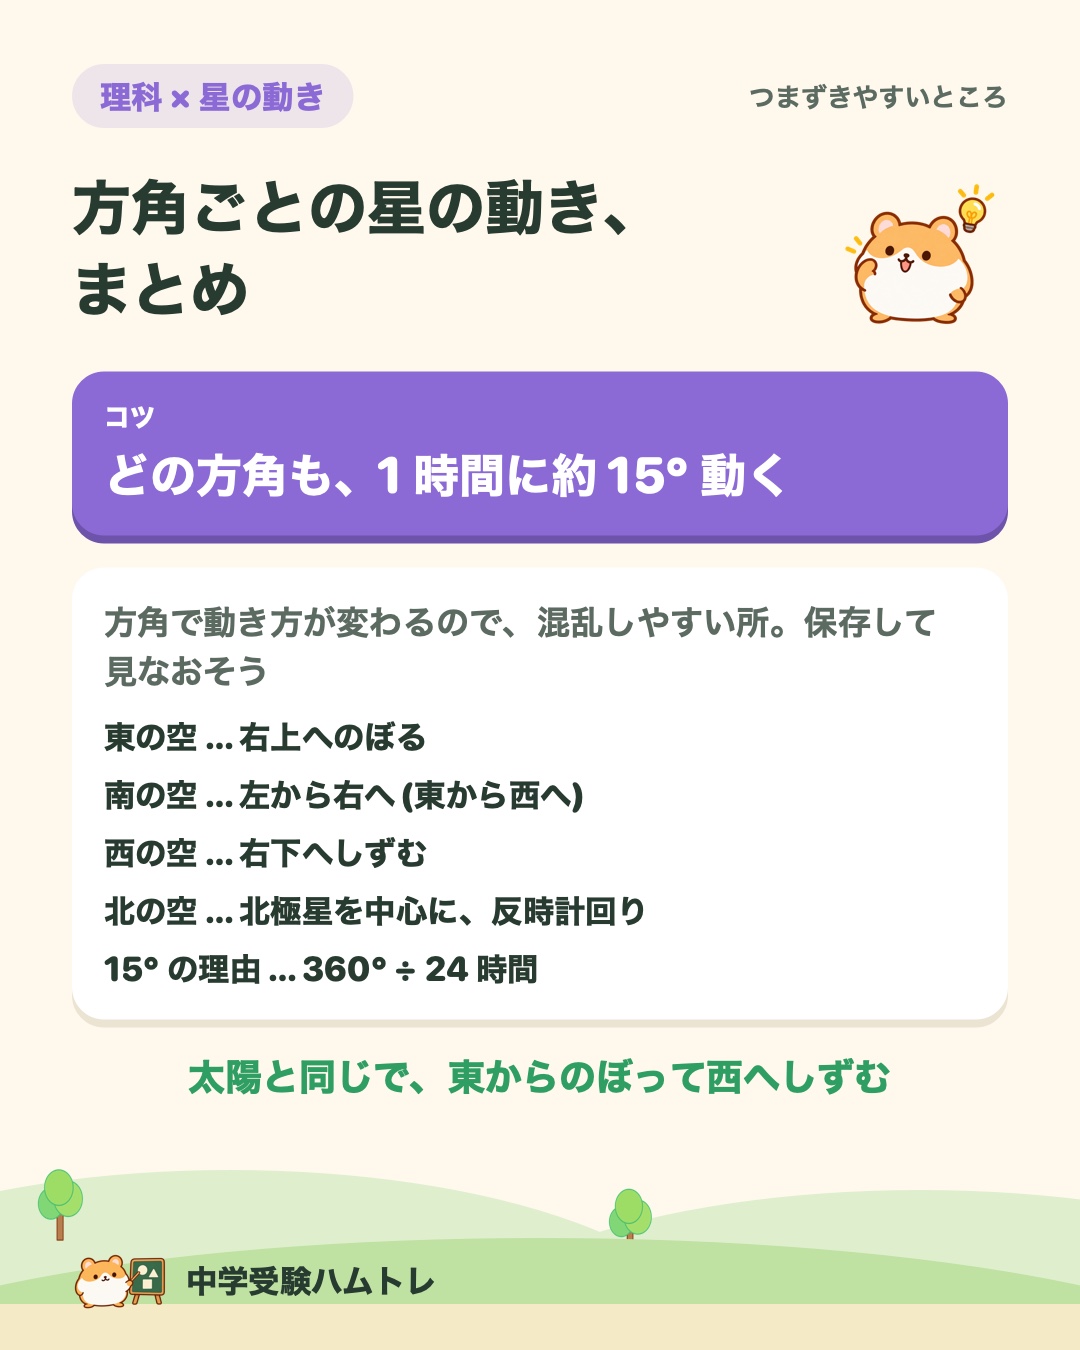 理科 × 星の動き
つまずきやすいところ
方角ごとの星の動き、
まとめ
コツ
どの方角も、1 時間に約 15° 動く
方角で動き方が変わるので、混乱しやすい所。保存して
見なおそう
東の空 ... 右上へのぼる
南の空 ... 左から右へ (東から西へ)
西の空 ... 右下へしずむ
北の空 ... 北極星を中心に、反時計回り
15° の理由 ... 360° ÷ 24 時間
太陽と同じで、東からのぼって西へしずむ
中学受験ハムトレ